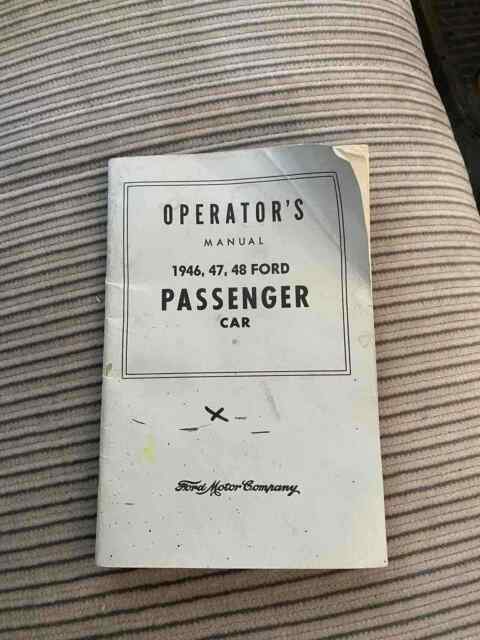 OPERATOR'S
MANUAL
1946, 47, 48 FORD
PASSENGER
CAR
Ford Motor Company